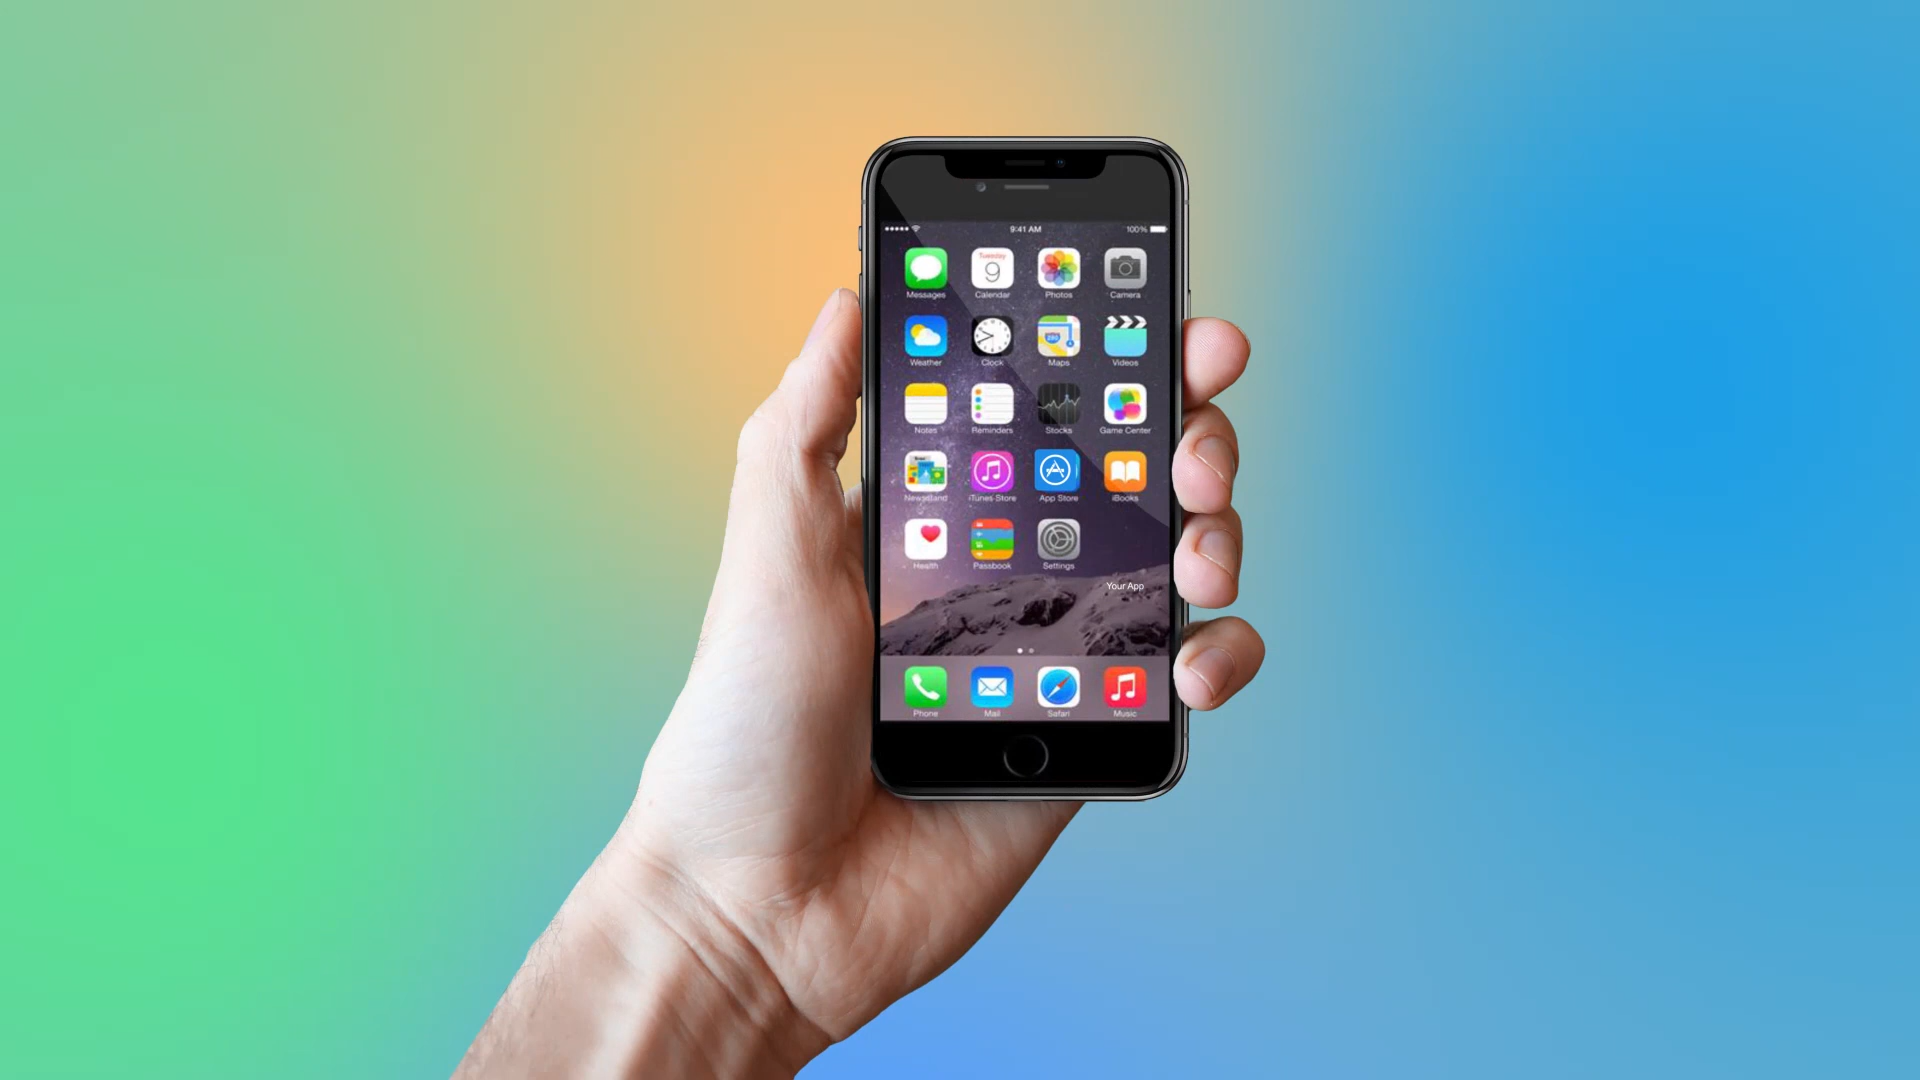 9:41 AM 100%
Tuesday
9
Messages Calendar Photos Camera
280
Weather Clock Maps Videos
Notes Reminders Stocks Game Center
Newsstand iTunes Store App Store iBooks
Health Passbook Settings
Your App
Phone Mail Safari Music